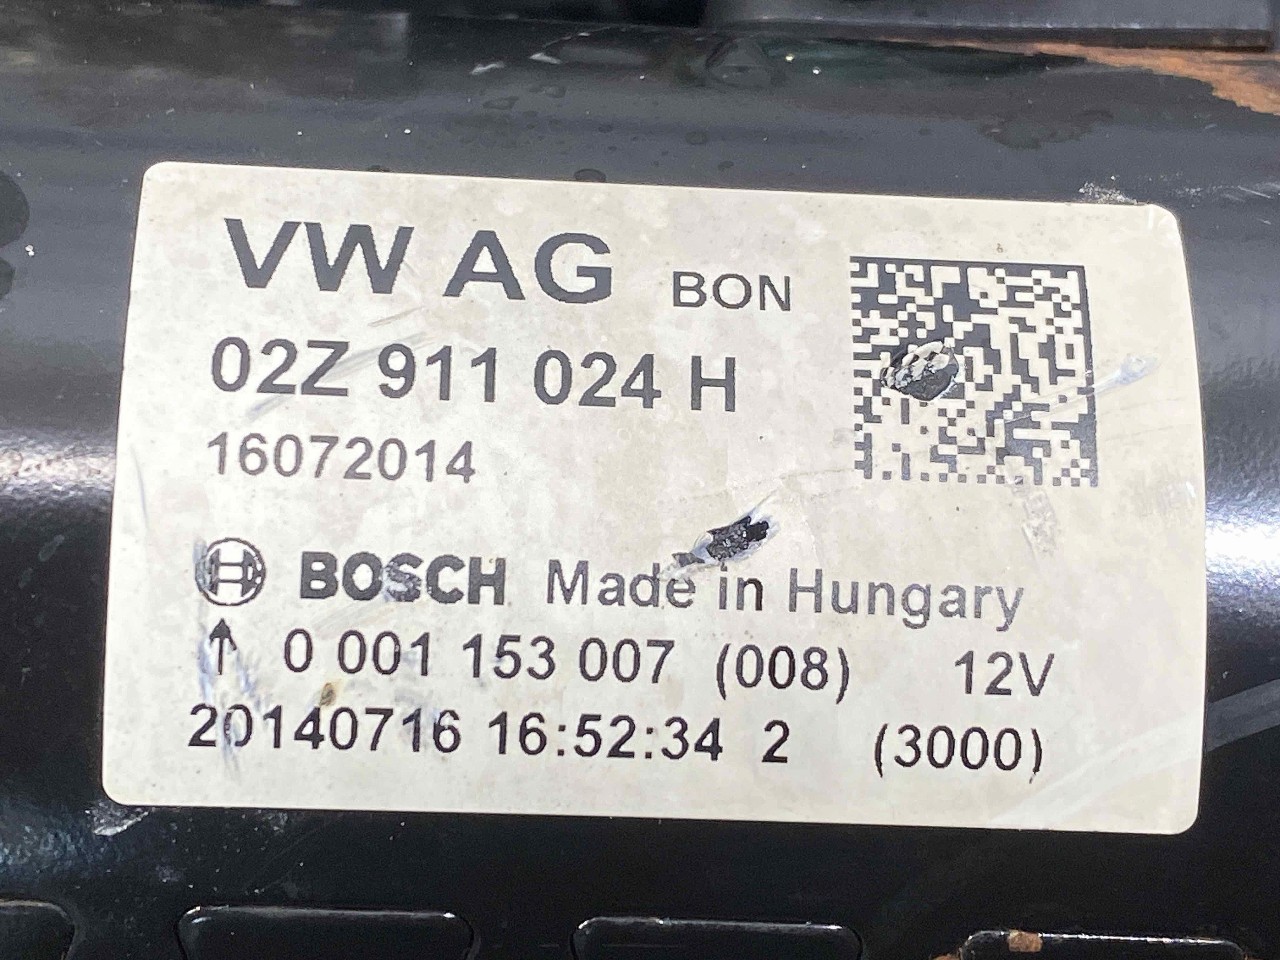 VW AG BON
02Z 911 024 H
16072014
BOSCH Made in Hungary
↑ 0 001 153 007 (008) 12V
20140716 16:52:34 2 (3000)